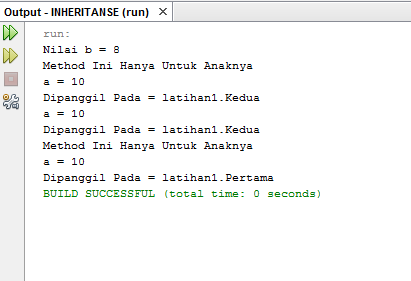 Output - INHERITANSE (run)
run:
Nilai b = 8
Method Ini Hanya Untuk Anaknya
a = 10
Dipanggil Pada = latihan1.Kedua
a = 10
Dipanggil Pada = latihan1.Kedua
Method Ini Hanya Untuk Anaknya
a = 10
Dipanggil Pada = latihan1.Pertama
BUILD SUCCESSFUL (total time: 0 seconds)